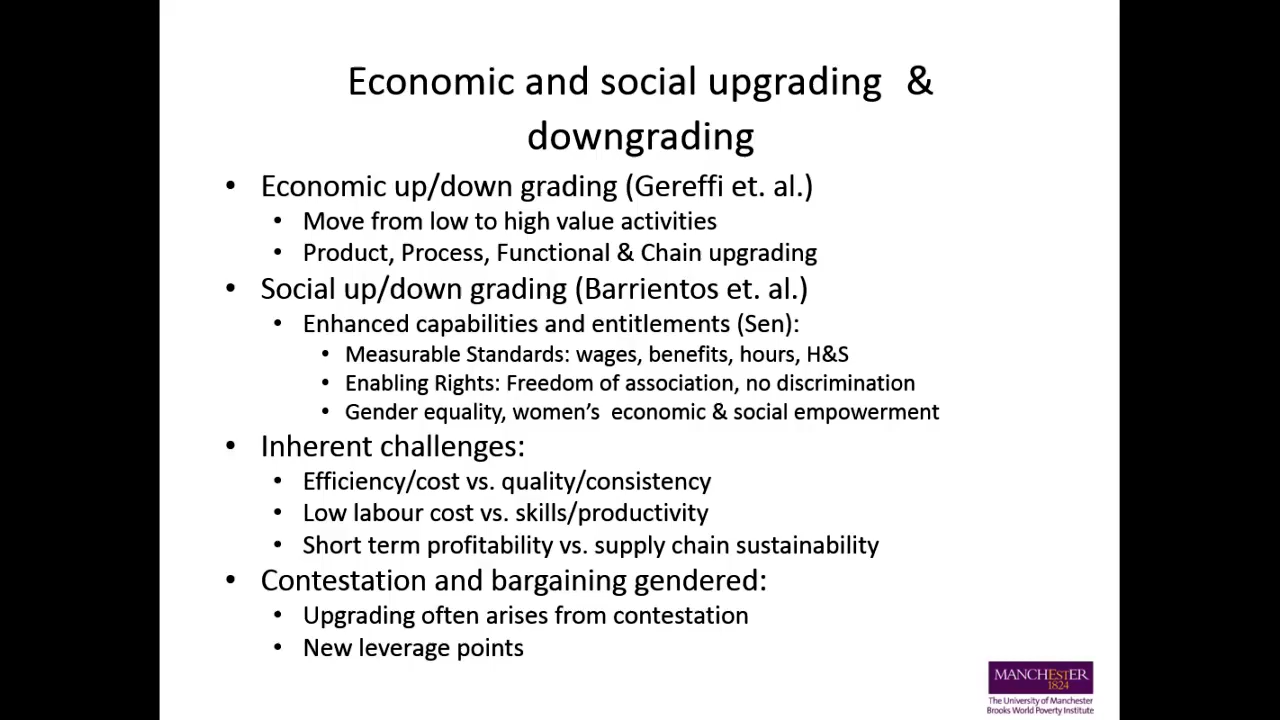 Economic and social upgrading &
downgrading
• Economic up/down grading (Gereffi et. al.)
• Move from low to high value activities
• Product, Process, Functional & Chain upgrading
• Social up/down grading (Barrientos et. al.)
• Enhanced capabilities and entitlements (Sen):
• Measurable Standards: wages, benefits, hours, H&S
• Enabling Rights: Freedom of association, no discrimination
• Gender equality, women’s economic & social empowerment
• Inherent challenges:
• Efficiency/cost vs. quality/consistency
• Low labour cost vs. skills/productivity
• Short term profitability vs. supply chain sustainability
• Contestation and bargaining gendered:
• Upgrading often arises from contestation
• New leverage points
MANCHESTER
1824
The University of Manchester
Brooks World Poverty Institute